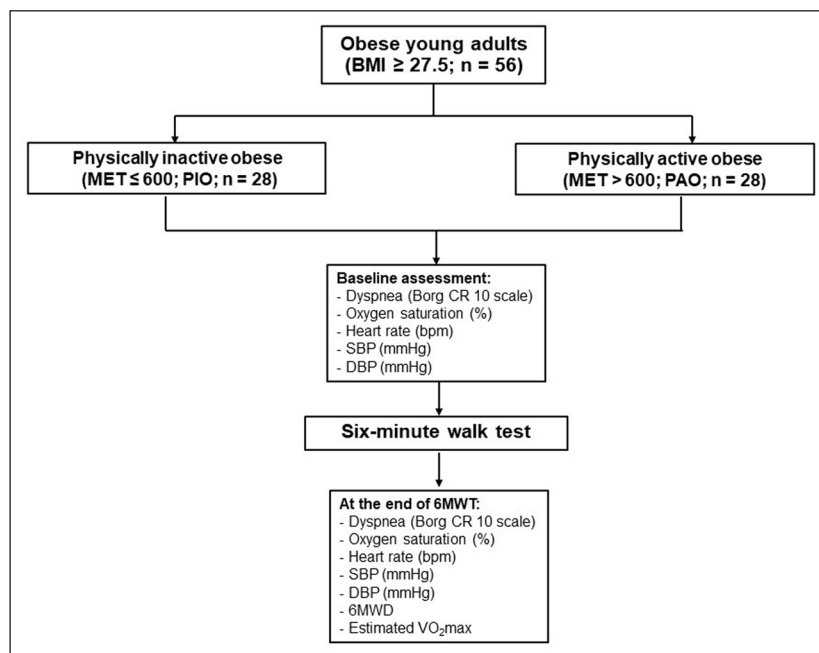 Obese young adults
(BMI ≥ 27.5; n = 56)
Physically inactive obese
(MET ≤ 600; PIO; n = 28)
Physically active obese
(MET > 600; PAO; n = 28)
Baseline assessment:
- Dyspnea (Borg CR 10 scale)
- Oxygen saturation (%)
- Heart rate (bpm)
- SBP (mmHg)
- DBP (mmHg)
Six-minute walk test
At the end of 6MWT:
- Dyspnea (Borg CR 10 scale)
- Oxygen saturation (%)
- Heart rate (bpm)
- SBP (mmHg)
- DBP (mmHg)
- 6MWD
- Estimated VO₂max